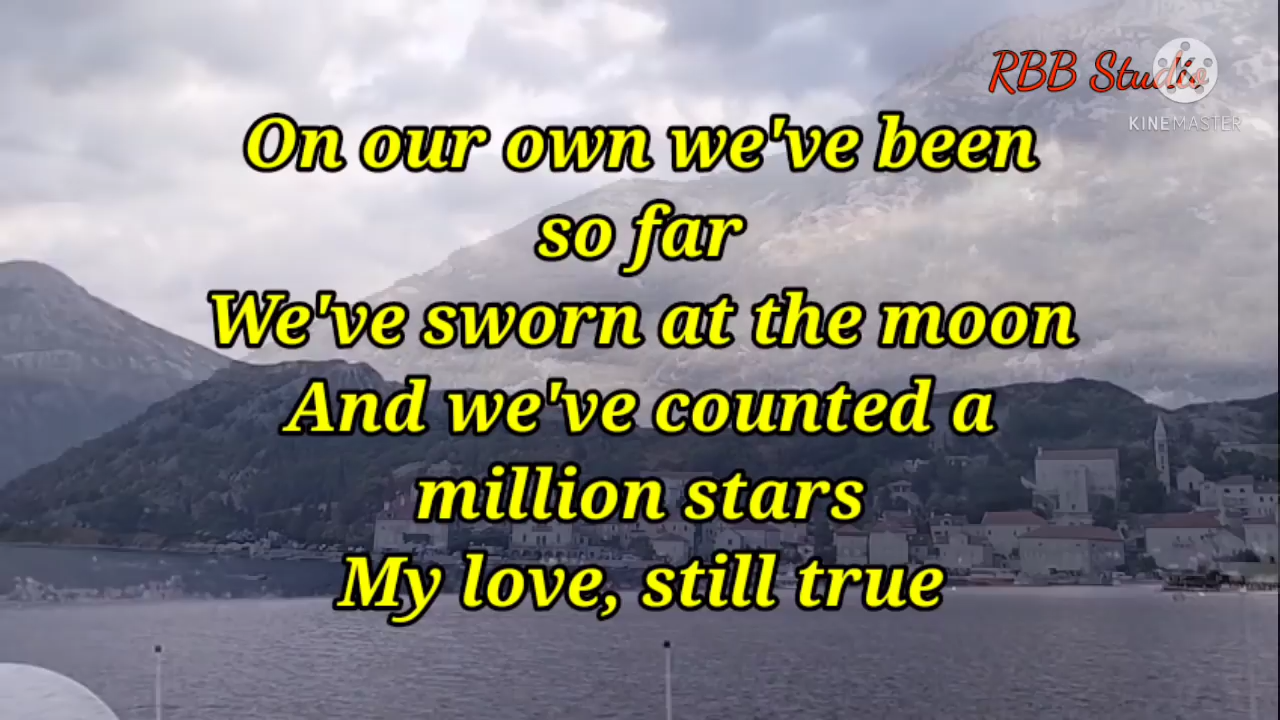 RBB Studio
KINEMASTER
On our own we've been
so far
We've sworn at the moon
And we've counted a
million stars
My love, still true